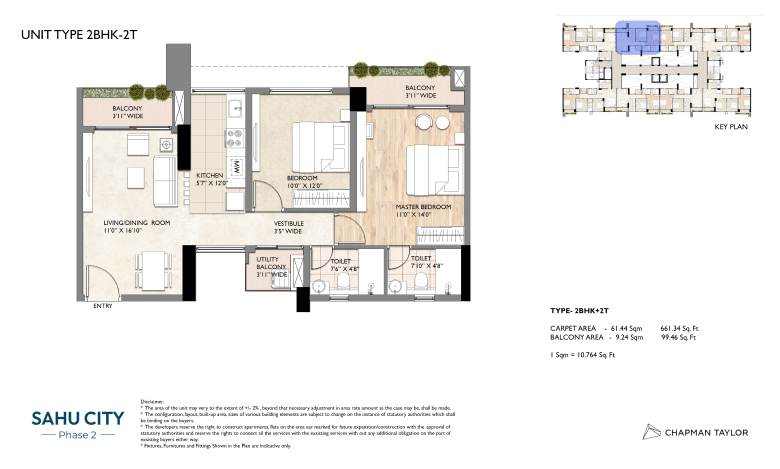 UNIT TYPE 2BHK-2T
BALCONY
3'11" WIDE
BALCONY
3'11" WIDE
KITCHEN
5'7" X 12'0"
M/W
BEDROOM
10'0" X 12'0"
MASTER BEDROOM
11'0" X 14'0"
LIVING/DINING ROOM
11'0" X 16'10"
VESTIBULE
3'5" WIDE
UTILITY
BALCONY
3'11" WIDE
TOILET
7'6" X 4'8"
TOILET
7'10" X 4'8"
ENTRY
KEY PLAN
TYPE- 2BHK+2T
CARPET AREA - 61.44 Sqm 661.34 Sq. Ft
BALCONY AREA - 9.24 Sqm 99.46 Sq. Ft
1 Sqm = 10.764 Sq. Ft
SAHU CITY
Phase 2
Disclaimer:
* The area of the unit may very to the extent of +/- 2% , beyond that necessary adjustment in area rate amount as the case may be, shall be made.
* The configuration, layout, built-up area, sizes of various building elements are subject to change on the instance of statutory authorities which shall
be binding on the buyers.
* The developers reserve the right to construct apartments, flats on the area our marked for future expantion/contruction with the approval of
statutory authorities and reserve the rights to connect all the services with the exsisting services with out any additional obligation on the part of
exsisting buyers either way.
* Fixtures, Furnitures and Fittings Shown in the Plan are Indicative only.
CHAPMAN TAYLOR